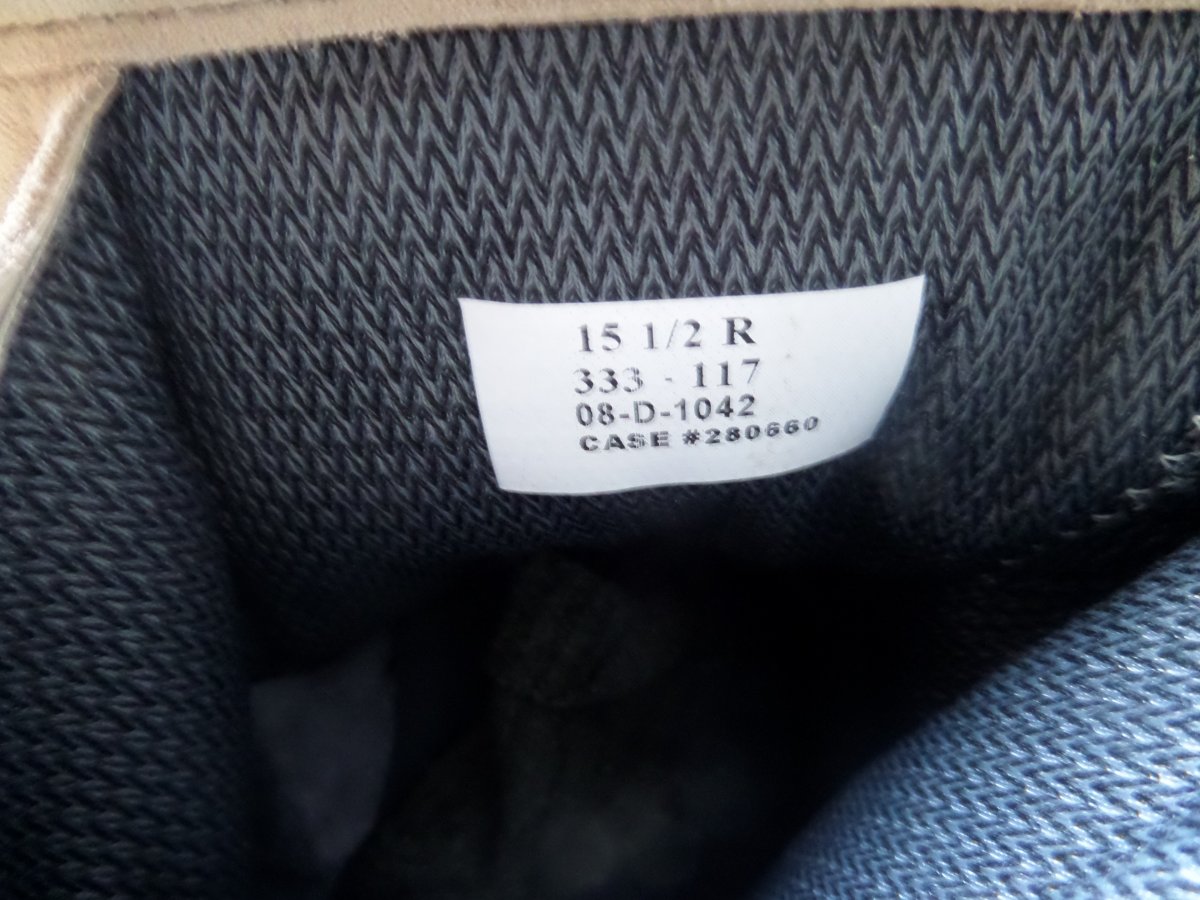 15 1/2 R
333 - 117
08-D-1042
CASE #280660